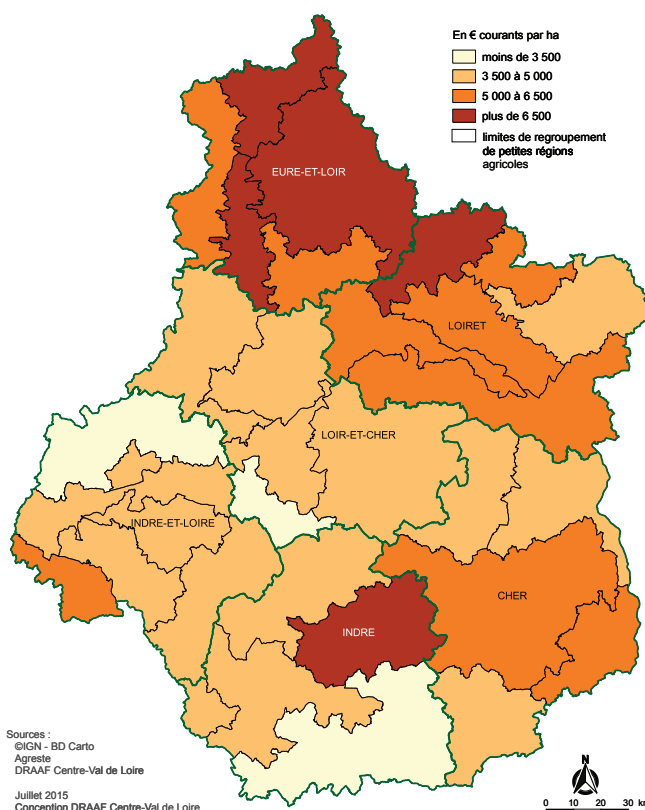 En € courants par ha
moins de 3 500
3 500 à 5 000
5 000 à 6 500
plus de 6 500
limites de regroupement
de petites régions
agricoles
EURE-ET-LOIR
LOIRET
LOIR-ET-CHER
INDRE-ET-LOIRE
CHER
INDRE
Sources :
©IGN - BD Carto
Agreste
DRAAF Centre-Val de Loire
Juillet 2015
Conception DRAAF Centre-Val de Loire
N
0 10 20 30 km